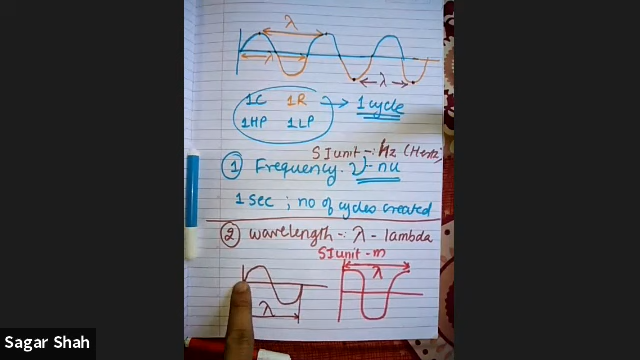 λ
λ
λ
1C 1R → 1 cycle
1HP 1LP
SI unit -: Hz (Hertz)
① Frequency. ν - nu
1 sec ; no of cycles created
② wavelength -: λ - lambda
SI unit - m
λ
λ
Sagar Shah